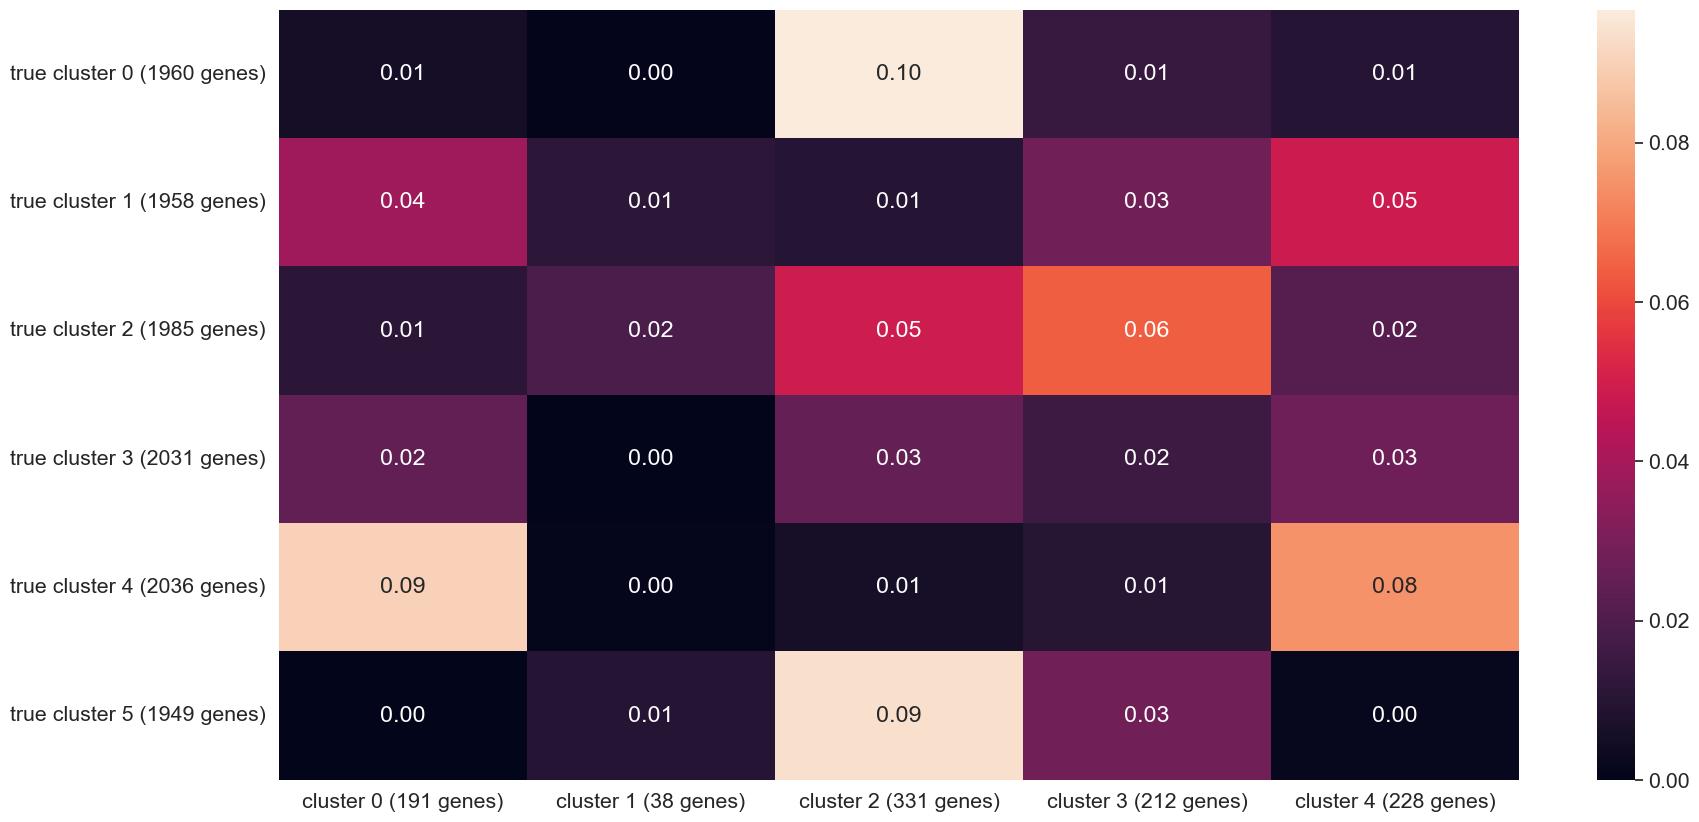 true cluster 0 (1960 genes) 0.01 0.00 0.10 0.01 0.01
true cluster 1 (1958 genes) 0.04 0.01 0.01 0.03 0.05
true cluster 2 (1985 genes) 0.01 0.02 0.05 0.06 0.02
true cluster 3 (2031 genes) 0.02 0.00 0.03 0.02 0.03
true cluster 4 (2036 genes) 0.09 0.00 0.01 0.01 0.08
true cluster 5 (1949 genes) 0.00 0.01 0.09 0.03 0.00
cluster 0 (191 genes) cluster 1 (38 genes) cluster 2 (331 genes) cluster 3 (212 genes) cluster 4 (228 genes)
0.08
0.06
0.04
0.02
0.00